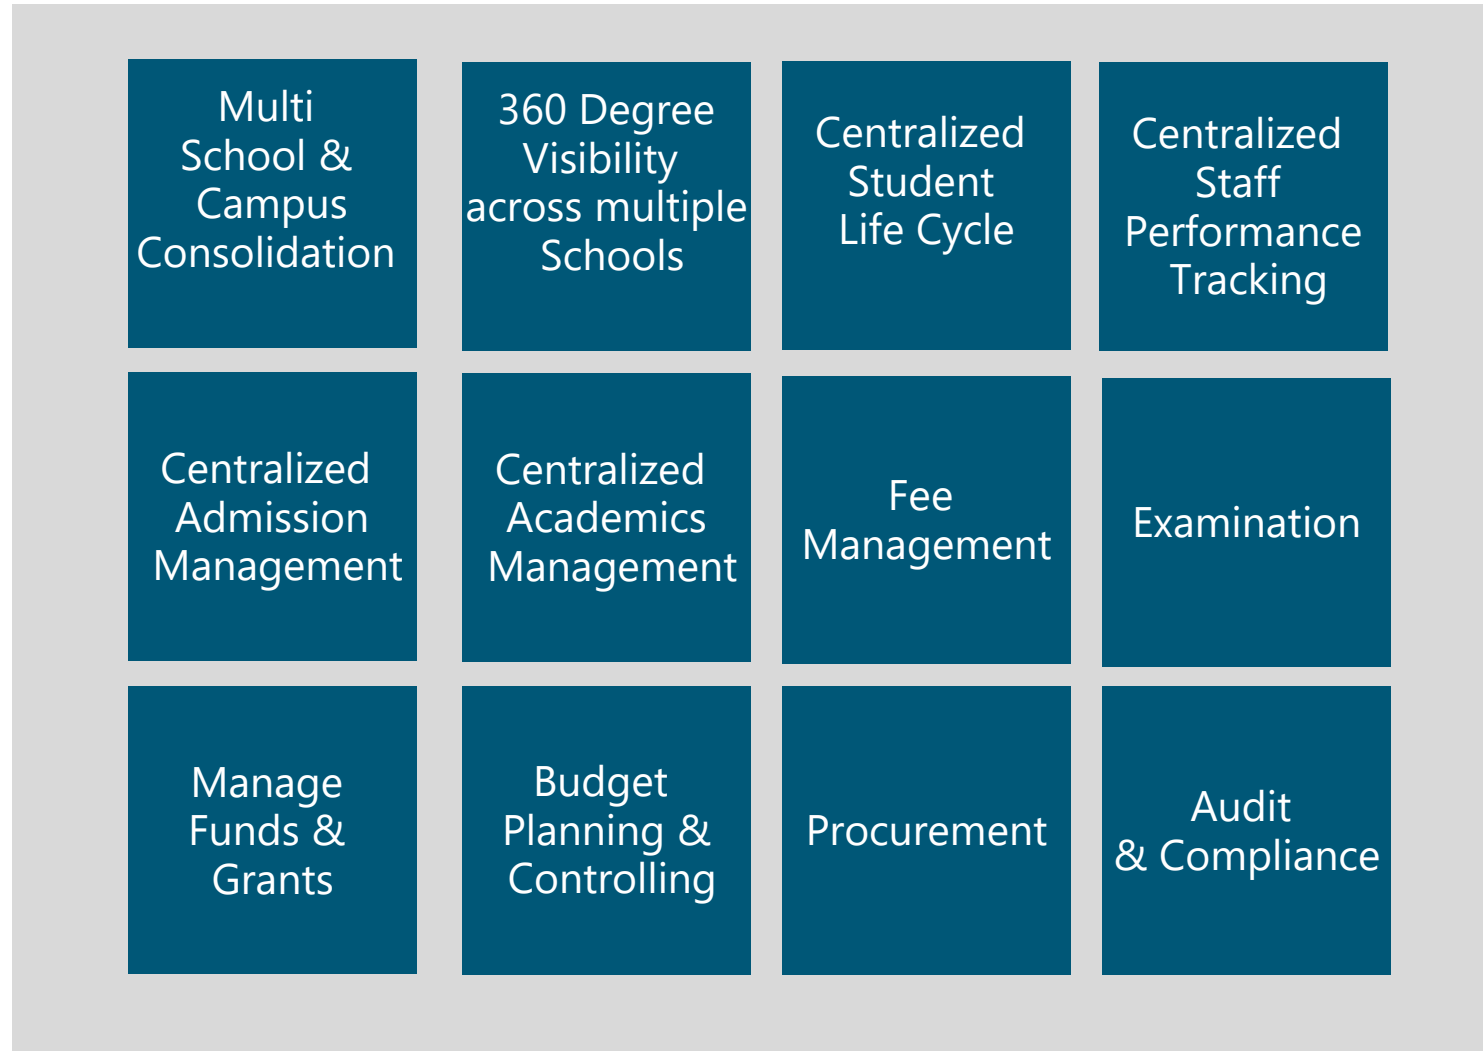 Multi
School &
Campus
Consolidation
360 Degree
Visibility
across multiple
Schools
Centralized
Student
Life Cycle
Centralized
Staff
Performance
Tracking
Centralized
Admission
Management
Centralized
Academics
Management
Fee
Management
Examination
Manage
Funds &
Grants
Budget
Planning &
Controlling
Procurement
Audit
& Compliance